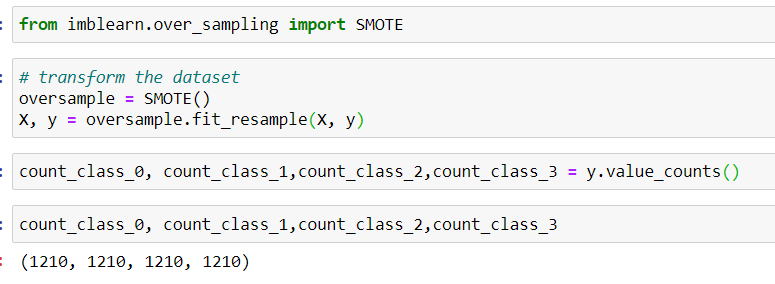 from imblearn.over_sampling import SMOTE
# transform the dataset
oversample = SMOTE()
X, y = oversample.fit_resample(X, y)
count_class_0, count_class_1,count_class_2,count_class_3 = y.value_counts()
count_class_0, count_class_1,count_class_2,count_class_3
(1210, 1210, 1210, 1210)